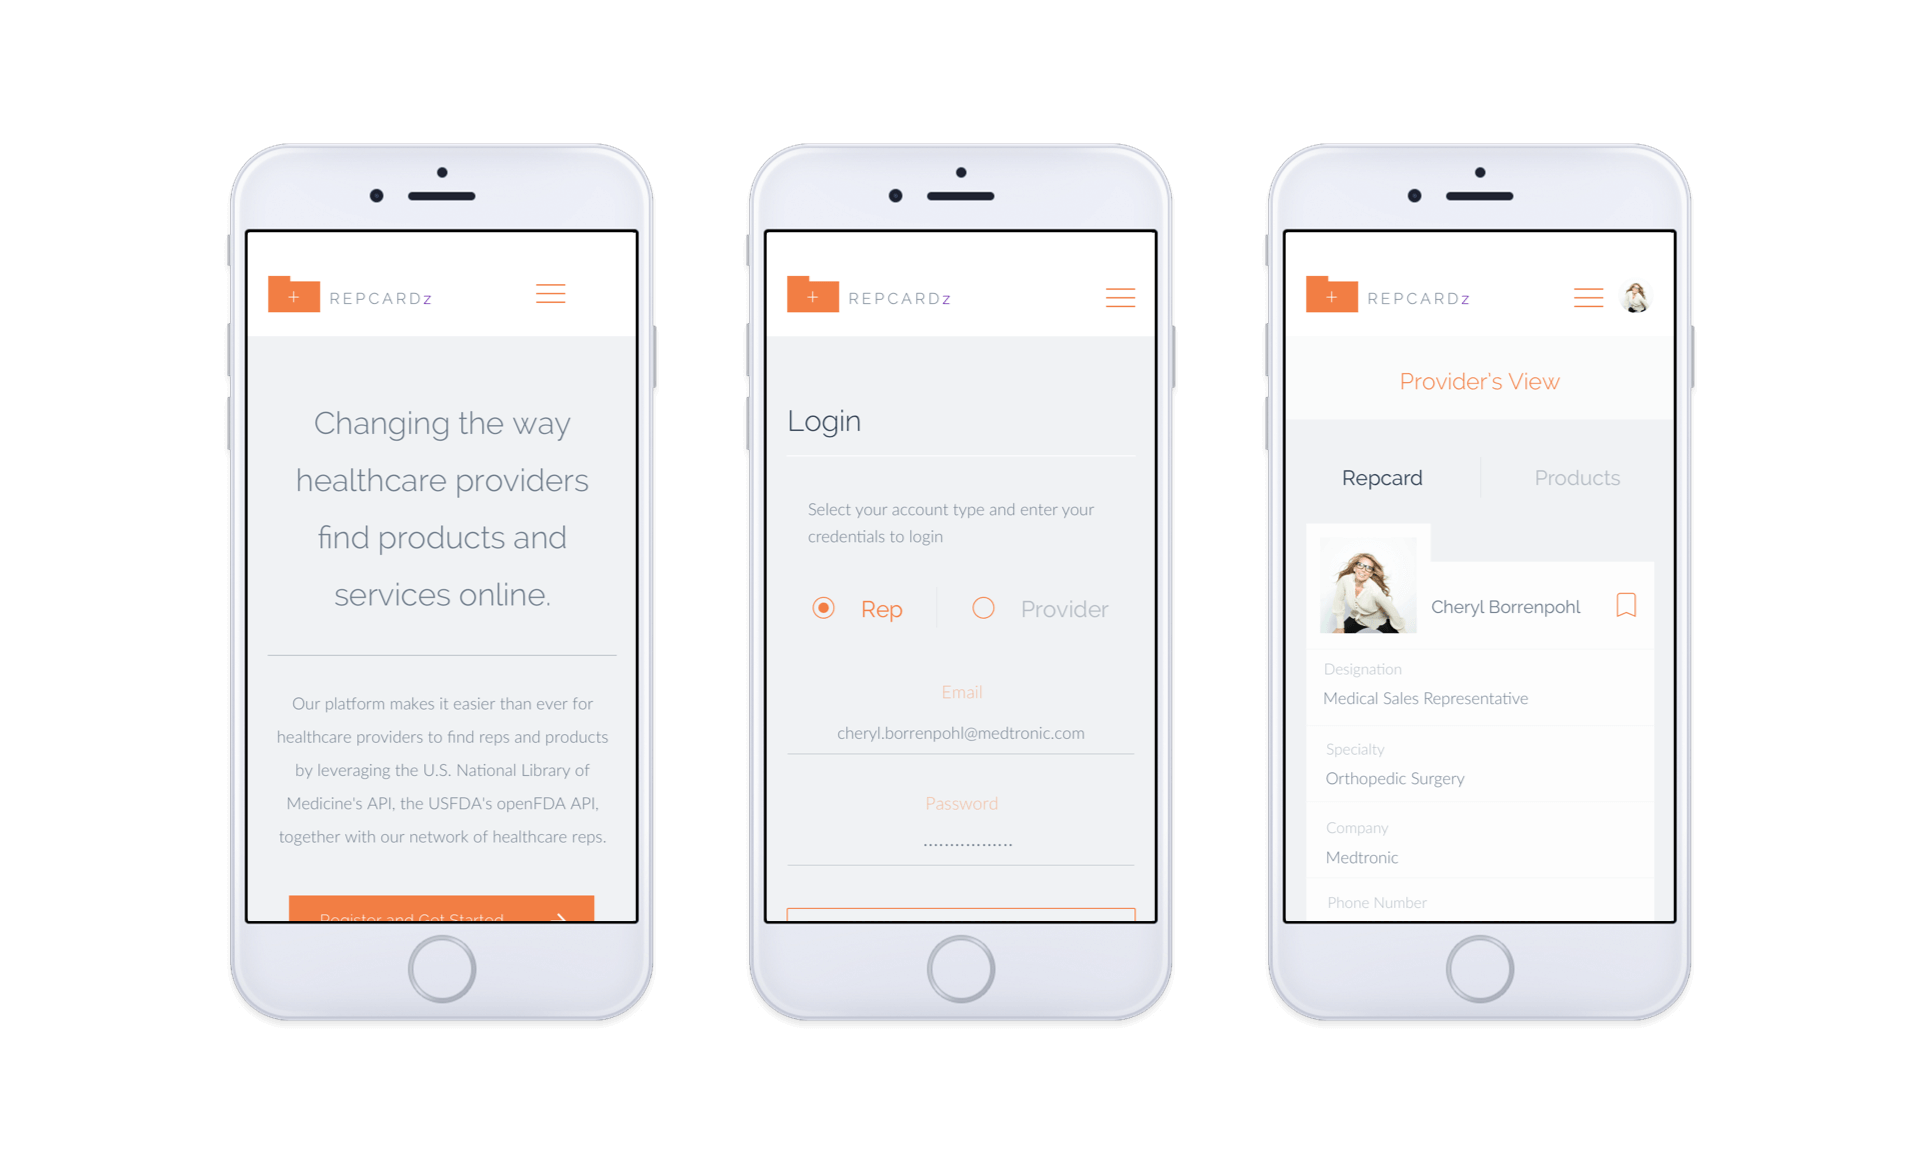 REPCARDz
Changing the way
healthcare providers
find products and
services online.
Our platform makes it easier than ever for
healthcare providers to find reps and products
by leveraging the U.S. National Library of
Medicine's API, the USFDA's openFDA API,
together with our network of healthcare reps.
Register and Get Started
REPCARDz
Login
Select your account type and enter your
credentials to login
Rep
Provider
Email
cheryl.borrenpohl@medtronic.com
Password
REPCARDz
Provider's View
Repcard
Products
Cheryl Borrenpohl
Designation
Medical Sales Representative
Specialty
Orthopedic Surgery
Company
Medtronic
Phone Number